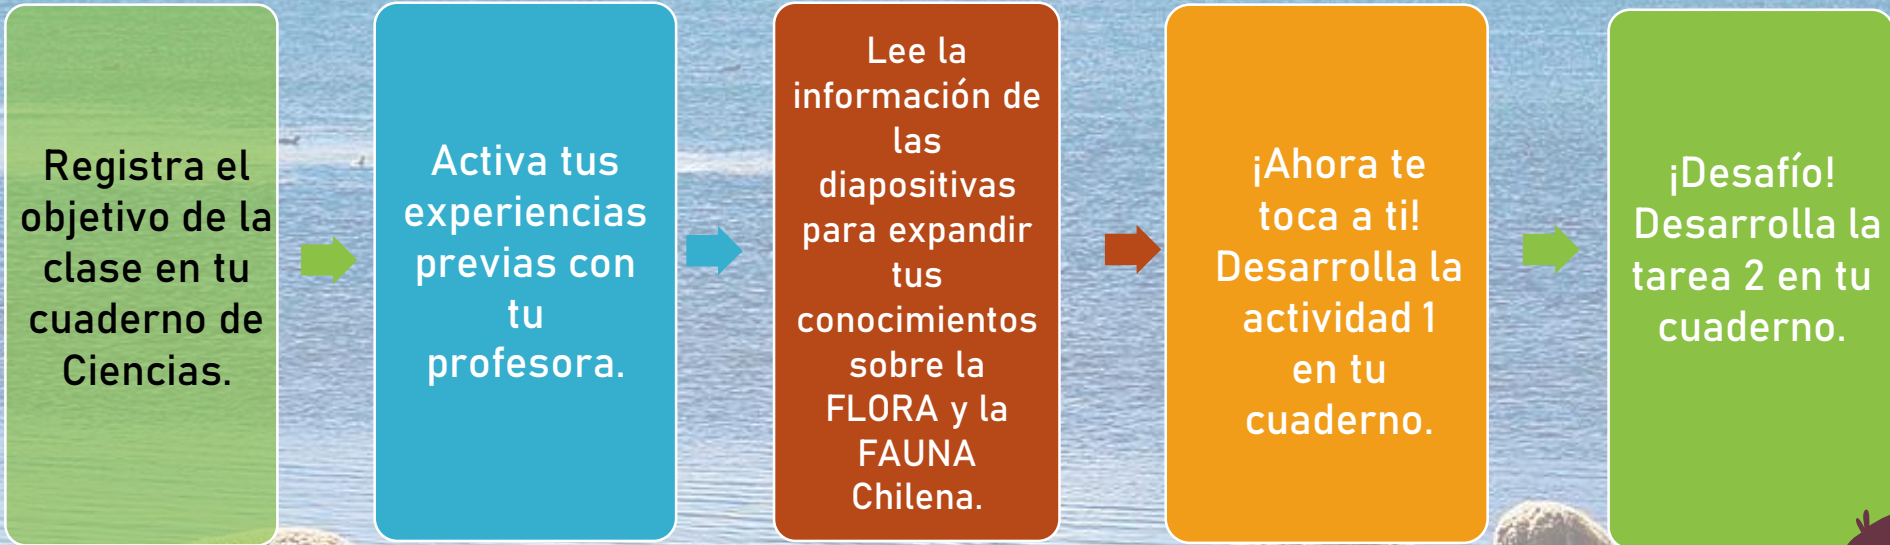 Registra el
objetivo de la
clase en tu
cuaderno de
Ciencias.
Activa tus
experiencias
previas con
tu
profesora.
Lee la
información de
las
diapositivas
para expandir
tus
conocimientos
sobre la
FLORA y la
FAUNA
Chilena.
¡Ahora te
toca a ti!
Desarrolla la
actividad 1
en tu
cuaderno.
¡Desafío!
Desarrolla la
tarea 2 en tu
cuaderno.